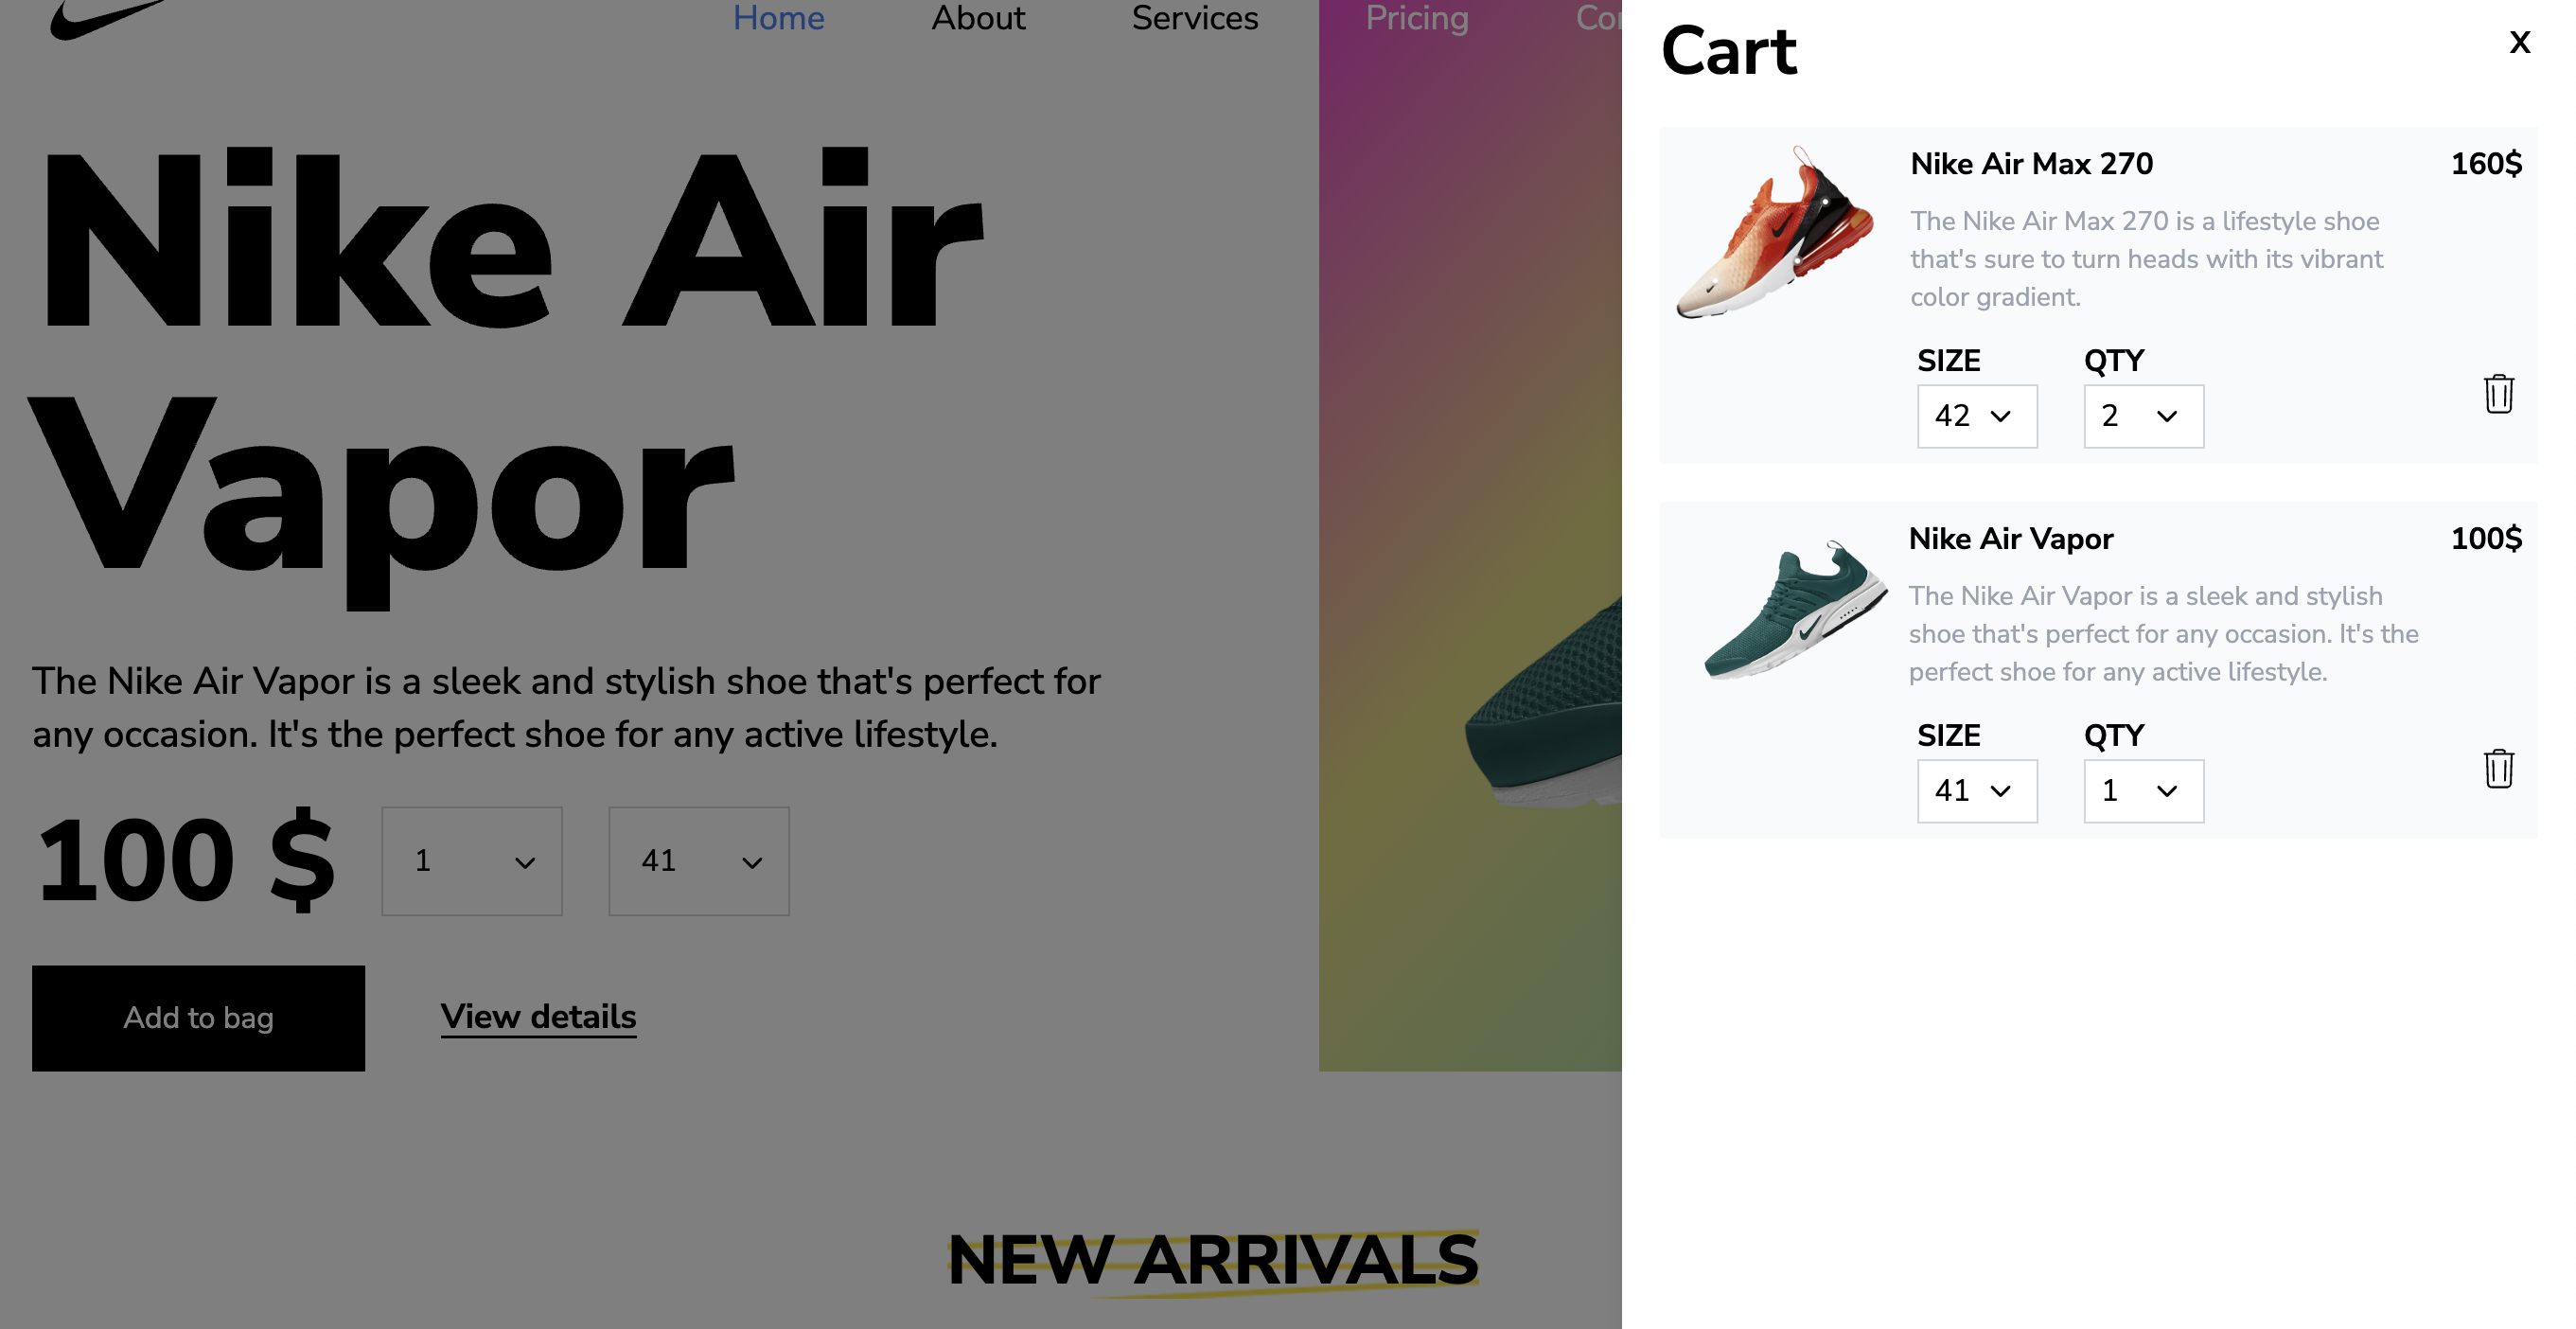 Home About Services Pricing
Nike Air
Vapor
The Nike Air Vapor is a sleek and stylish shoe that's perfect for
any occasion. It's the perfect shoe for any active lifestyle.
100 $ 1 41
Add to bag View details
NEW ARRIVALS
Cart X
Nike Air Max 270 160$
The Nike Air Max 270 is a lifestyle shoe
that's sure to turn heads with its vibrant
color gradient.
SIZE QTY
42 2
Nike Air Vapor 100$
The Nike Air Vapor is a sleek and stylish
shoe that's perfect for any occasion. It's the
perfect shoe for any active lifestyle.
SIZE QTY
41 1